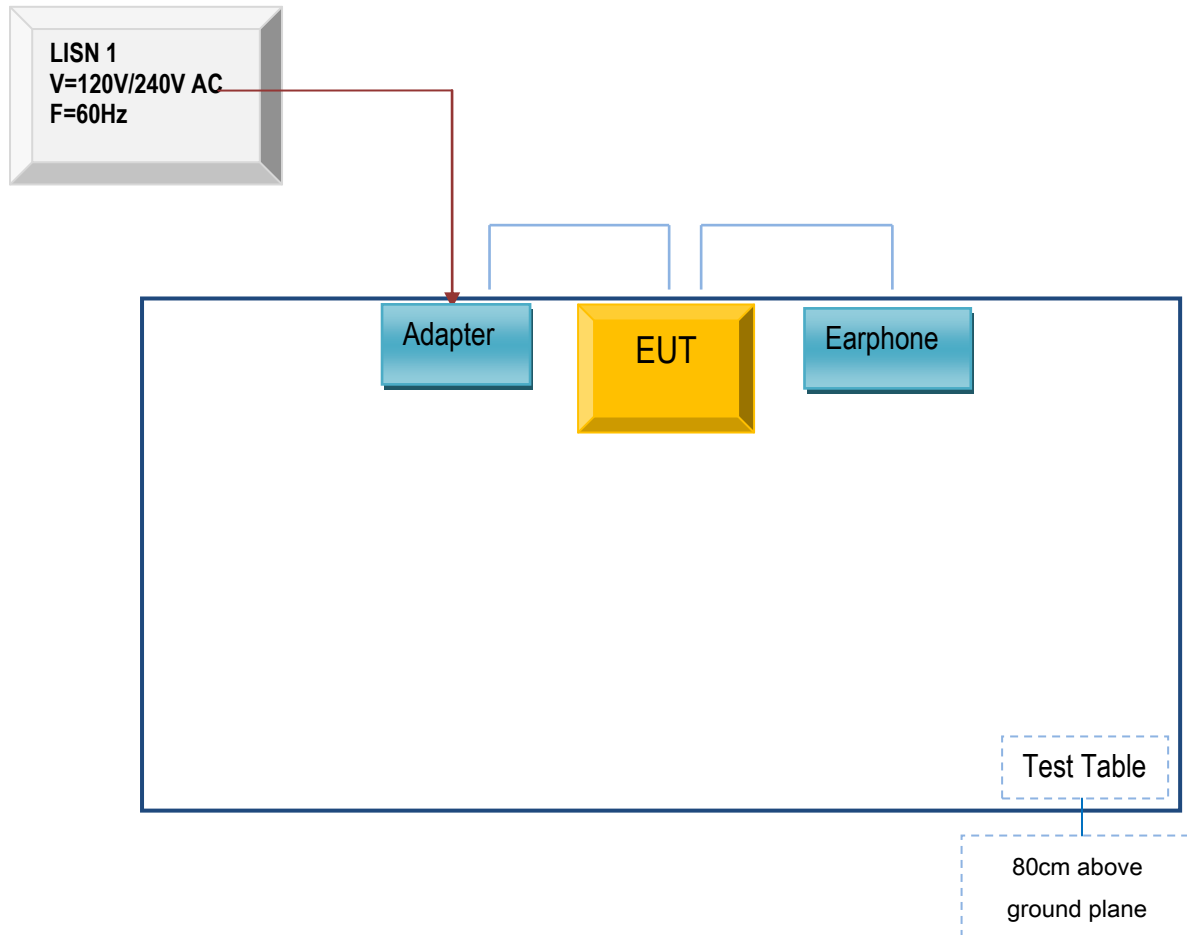 LISN 1
V=120V/240V AC
F=60Hz
Adapter
EUT
Earphone
Test Table
80cm above
ground plane